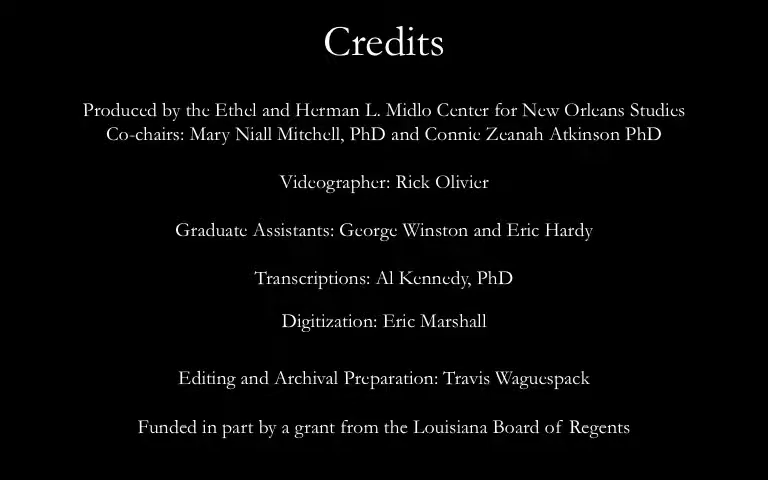 Credits
Produced by the Ethel and Herman L. Midlo Center for New Orleans Studies
Co-chairs: Mary Niall Mitchell, PhD and Connie Zeanah Atkinson PhD
Videographer: Rick Olivier
Graduate Assistants: George Winston and Eric Hardy
Transcriptions: Al Kennedy, PhD
Digitization: Eric Marshall
Editing and Archival Preparation: Travis Waguespack
Funded in part by a grant from the Louisiana Board of Regents